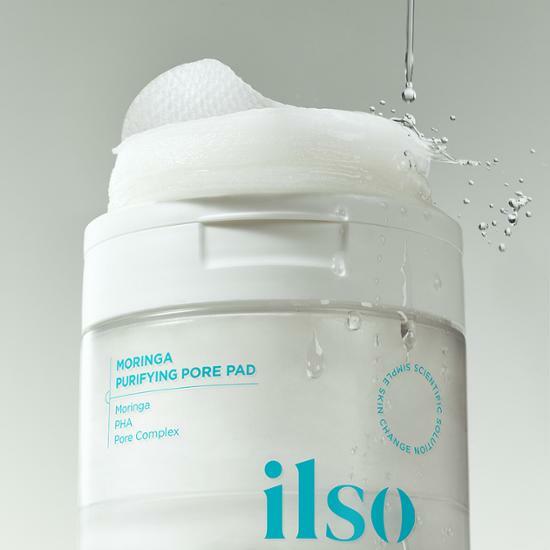 MORINGA
PURIFYING PORE PAD
Moringa
PHA
Pore Complex
SIMPLE SCIENTIFIC SOLUTION
SKIN CHANGE
ilso